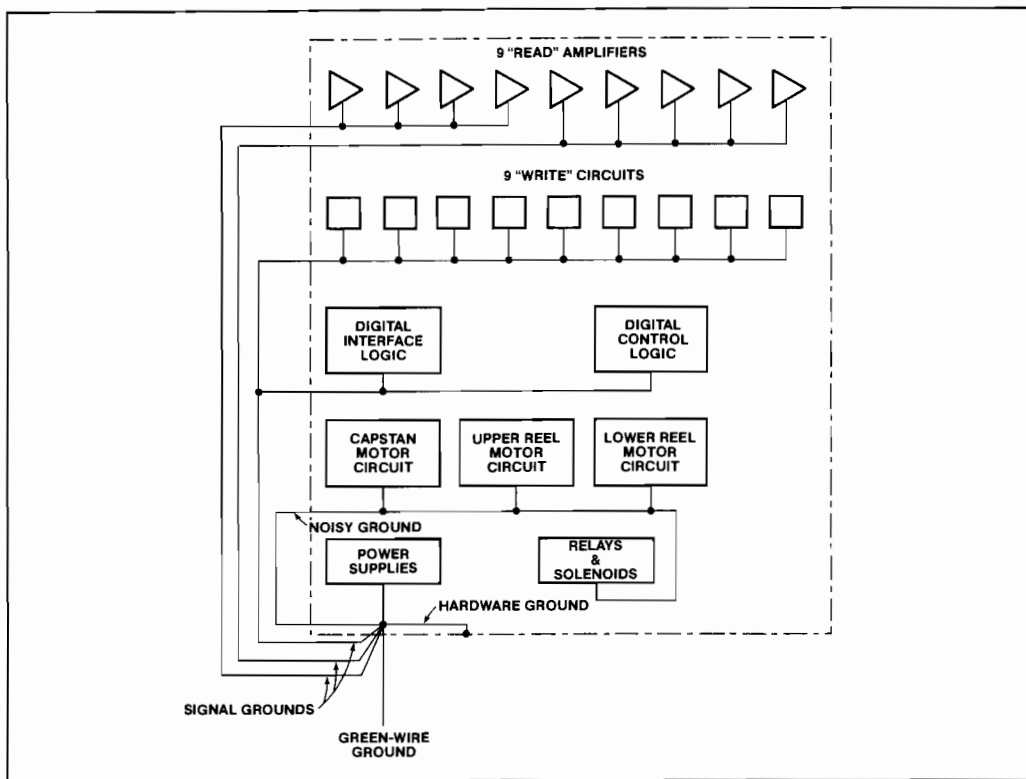 9 "READ" AMPLIFIERS
9 "WRITE" CIRCUITS
DIGITAL
INTERFACE
LOGIC
DIGITAL
CONTROL
LOGIC
CAPSTAN
MOTOR
CIRCUIT
UPPER REEL
MOTOR
CIRCUIT
LOWER REEL
MOTOR
CIRCUIT
NOISY GROUND
POWER
SUPPLIES
RELAYS
&
SOLENOIDS
HARDWARE GROUND
SIGNAL GROUNDS
GREEN-WIRE
GROUND